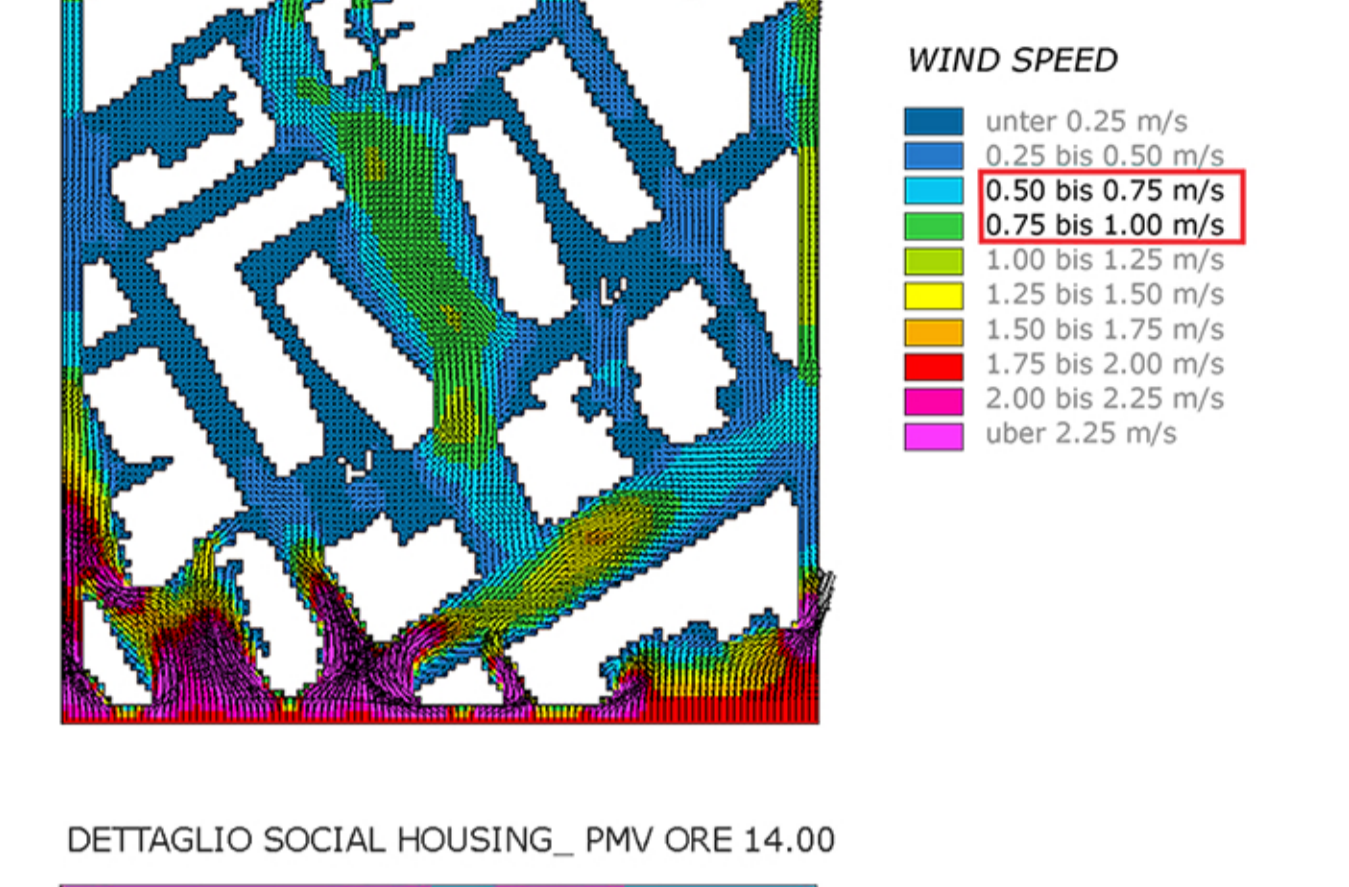 WIND SPEED
unter 0.25 m/s
0.25 bis 0.50 m/s
0.50 bis 0.75 m/s
0.75 bis 1.00 m/s
1.00 bis 1.25 m/s
1.25 bis 1.50 m/s
1.50 bis 1.75 m/s
1.75 bis 2.00 m/s
2.00 bis 2.25 m/s
uber 2.25 m/s
DETTAGLIO SOCIAL HOUSING_ PMV ORE 14.00